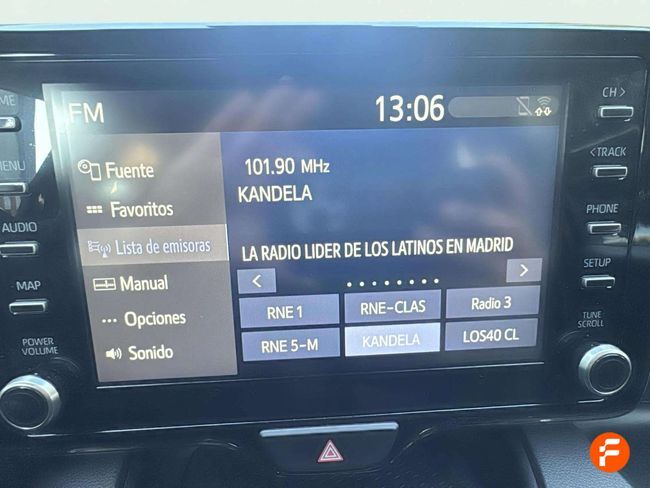 FM
13:06
CH >
MENU
< TRACK
AUDIO
PHONE
MAP
SETUP
POWER
VOLUME
TUNE
SCROLL
Fuente
Favoritos
Lista de emisoras
Manual
Opciones
Sonido
101.90 MHz
KANDELA
LA RADIO LIDER DE LOS LATINOS EN MADRID
< >
RNE 1 RNE-CLAS Radio 3
RNE 5-M KANDELA LOS40 CL